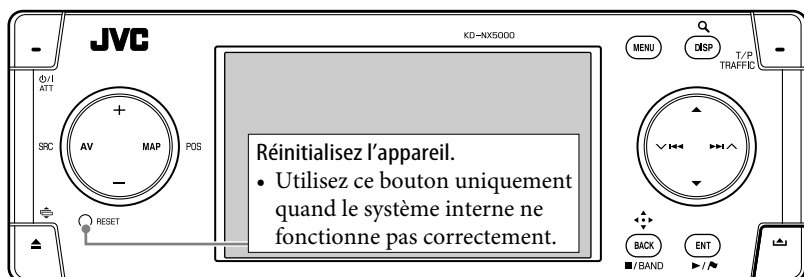 JVC
KD-NX5000
MENU
DISP
T/P
TRAFFIC
⏻/I
ATT
SRC
AV
MAP
POS
RESET
Réinitialisez l'appareil.
• Utilisez ce bouton uniquement
quand le système interne ne
fonctionne pas correctement.
BACK
ENT
■/BAND
►/⚑